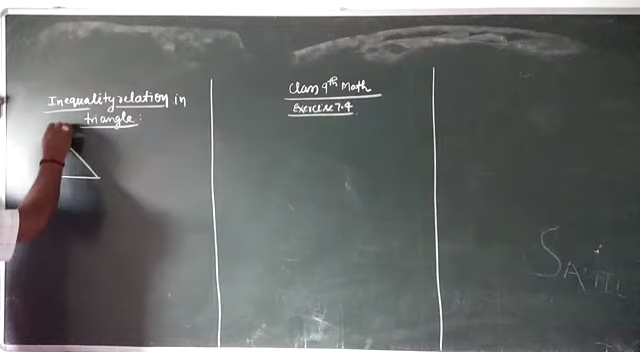 Inequality relation in
triangle:
Class 9th Math
Exercise 7.4